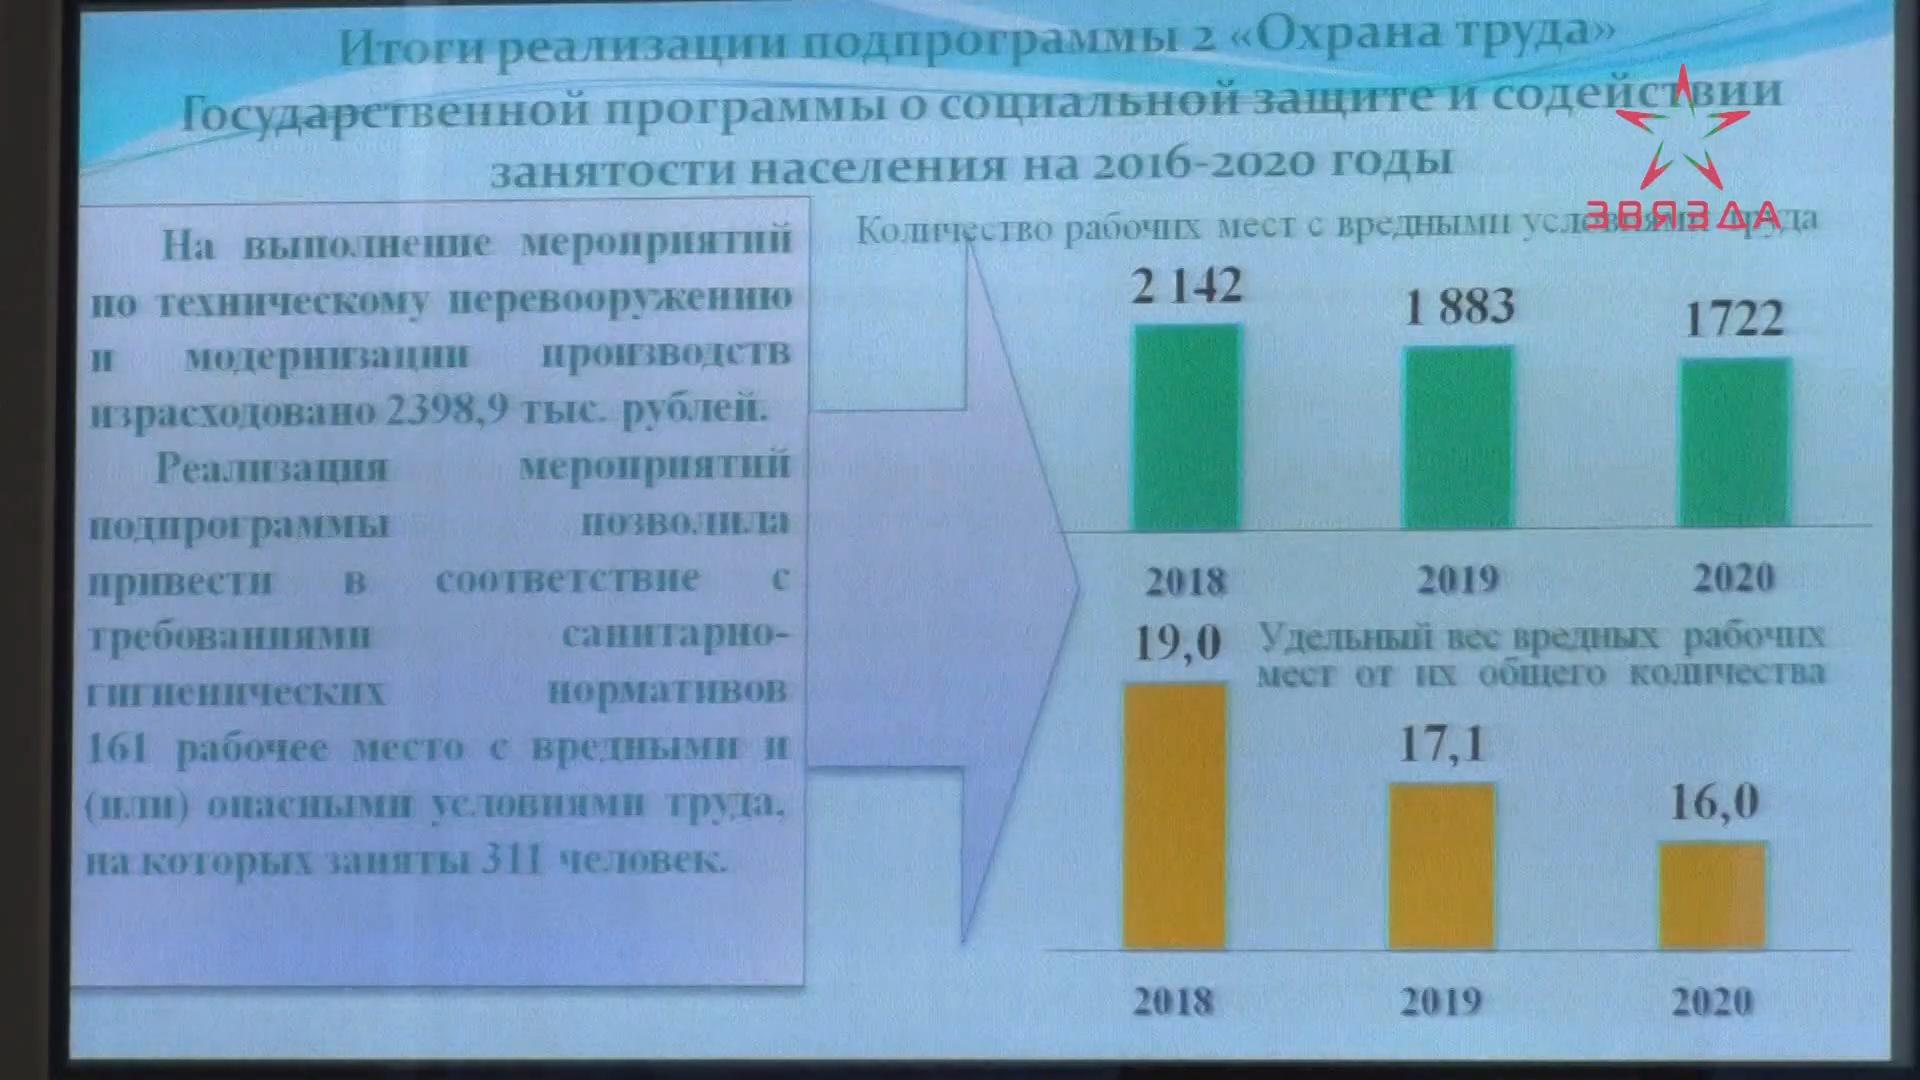 Итоги реализации подпрограммы 2 «Охрана труда»
Государственной программы о социальной защите и содействии
занятости населения на 2016-2020 годы
ЗВЯЗДА
На выполнение мероприятий
по техническому перевооружению
и модернизации производств
израсходовано 2398,9 тыс. рублей.
Реализация мероприятий
подпрограммы позволила
привести в соответствие с
требованиями санитарно-
гигиенических нормативов
161 рабочее место с вредными и
(или) опасными условиями труда,
на которых заняты 311 человек.
Количество рабочих мест с вредными условиями труда
2 142 1 883 1722
2018 2019 2020
Удельный вес вредных рабочих
мест от их общего количества
19,0 17,1 16,0
2018 2019 2020